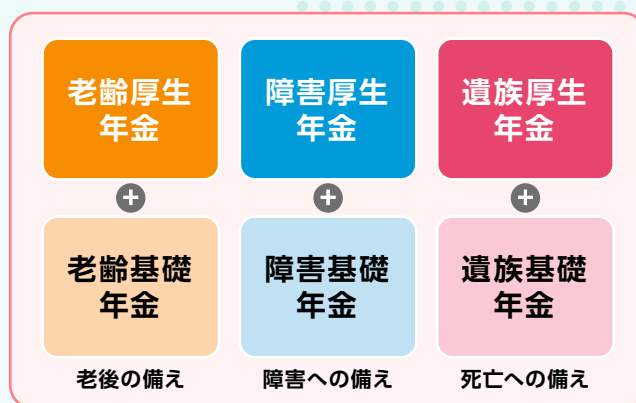 老齢厚生
年金
障害厚生
年金
遺族厚生
年金
+
+
+
老齢基礎
年金
障害基礎
年金
遺族基礎
年金
老後の備え
障害への備え
死亡への備え